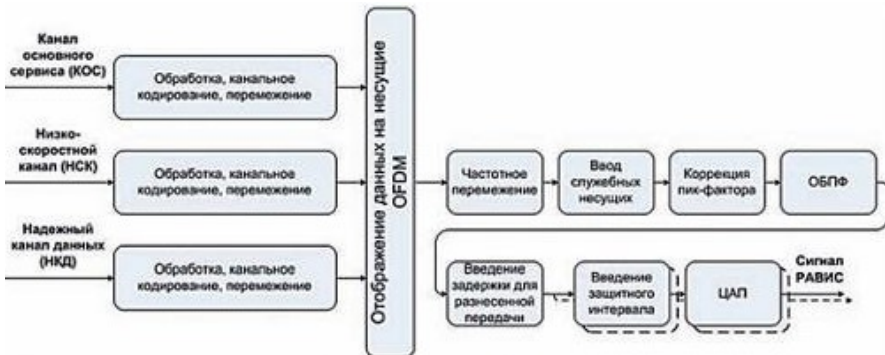 Канал
основного
сервиса (КОС)
Обработка, канальное
кодирование, перемежение
Низко-
скоростной
канал (НСК)
Обработка, канальное
кодирование, перемежение
Надежный
канал данных
(НКД)
Обработка, канальное
кодирование, перемежение
Отображение данных на несущие
OFDM
Частотное
перемежение
Ввод
служебных
несущих
Коррекция
пик-фактора
ОБПФ
Введение
задержки для
разнесенной
передачи
Введение
защитного
интервала
ЦАП
Сигнал
РАВИС